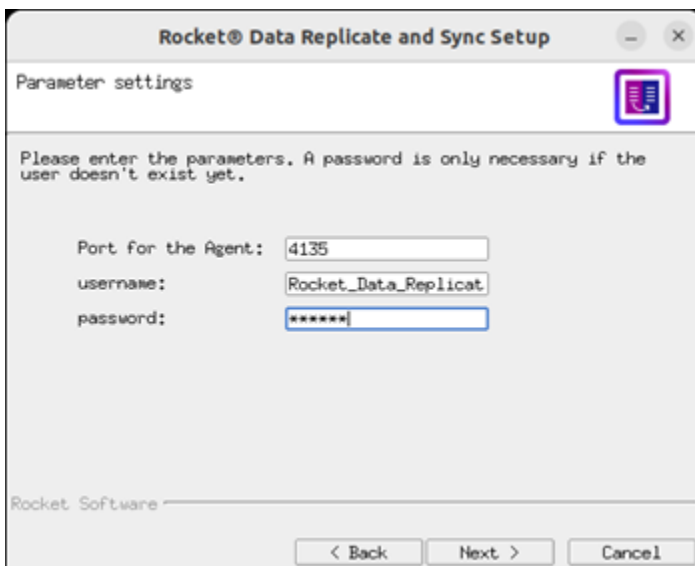 Rocket® Data Replicate and Sync Setup
Parameter settings
Please enter the parameters. A password is only necessary if the
user doesn't exist yet.
Port for the Agent: 4135
username: Rocket_Data_Replicat
password: ******
Rocket Software
< Back Next > Cancel